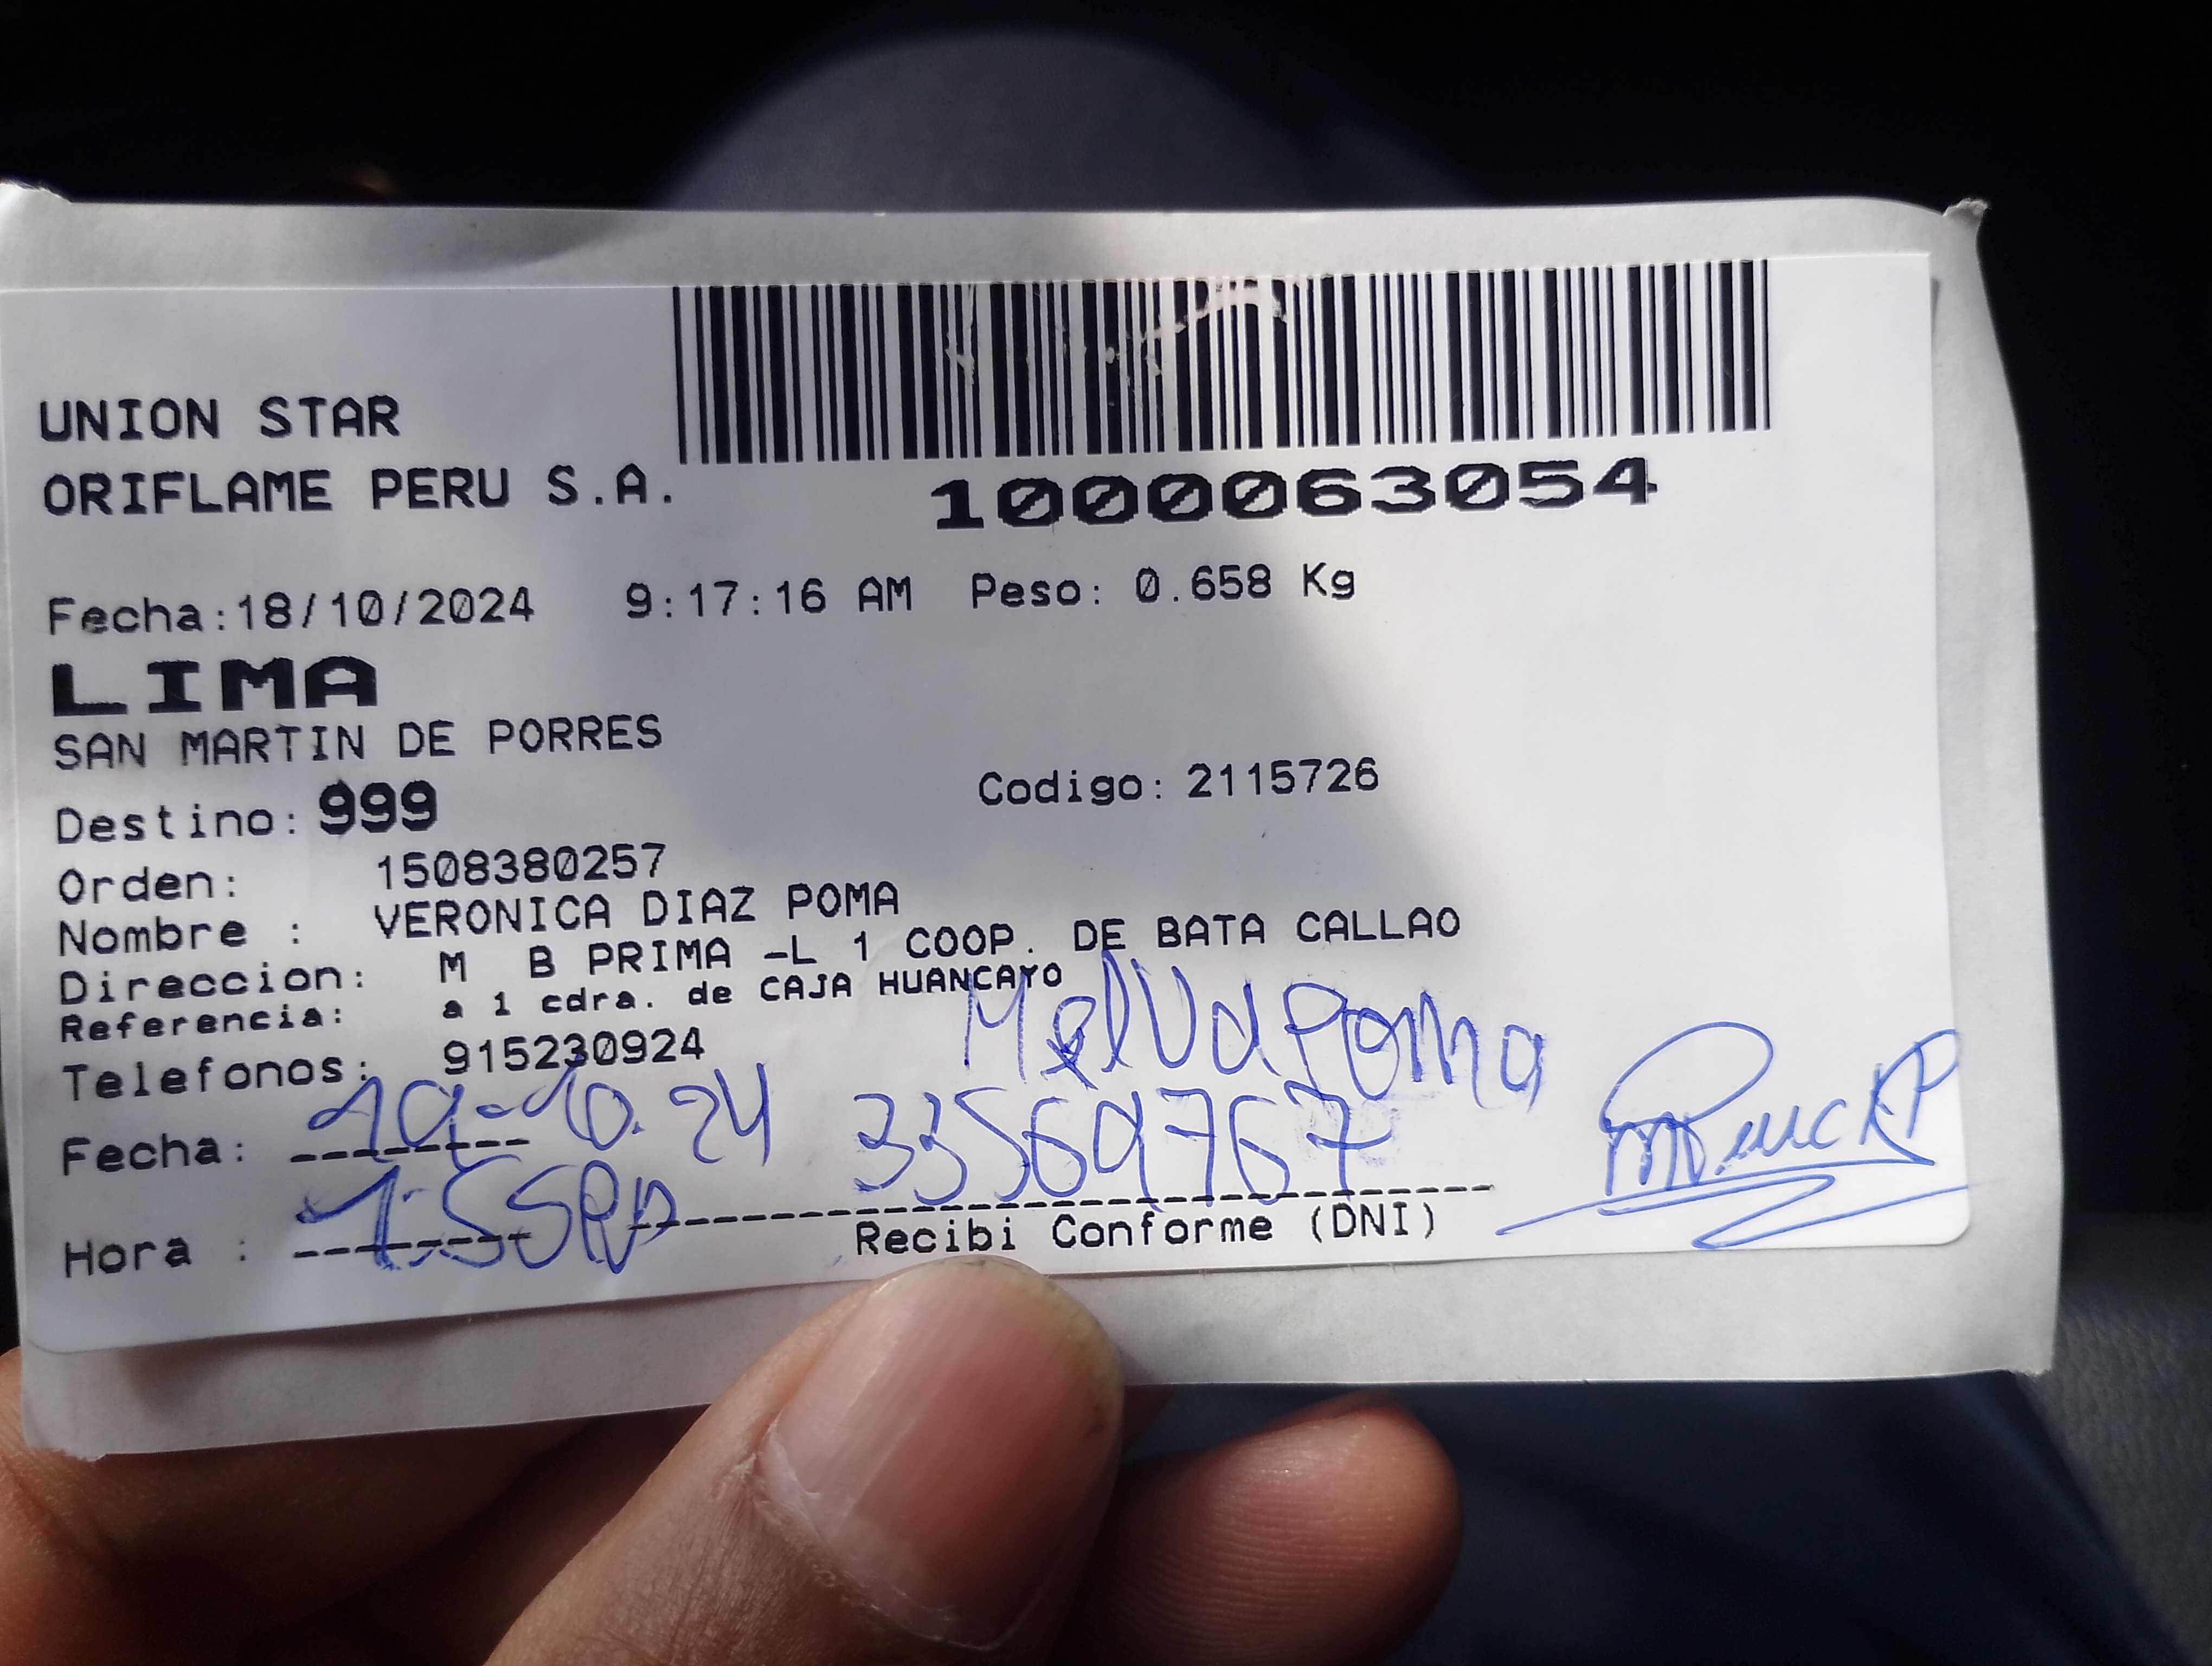 UNION STAR
ORIFLAME PERU S.A.
1000063054
Fecha:18/10/2024 9:17:16 AM Peso: 0.658 Kg
LIMA
SAN MARTIN DE PORRES
Destino: 999 Codigo: 2115726
Orden: 1508380257
Nombre : VERONICA DIAZ POMA
Direccion: M B PRIMA -L 1 COOP. DE BATA CALLAO
Referencia: a 1 cdra. de CAJA HUANCAYO
Telefonos: 915230924
Melva Poma
Fecha: 19-10.24 33569767
Hora : 1:55
Recibi Conforme (DNI)